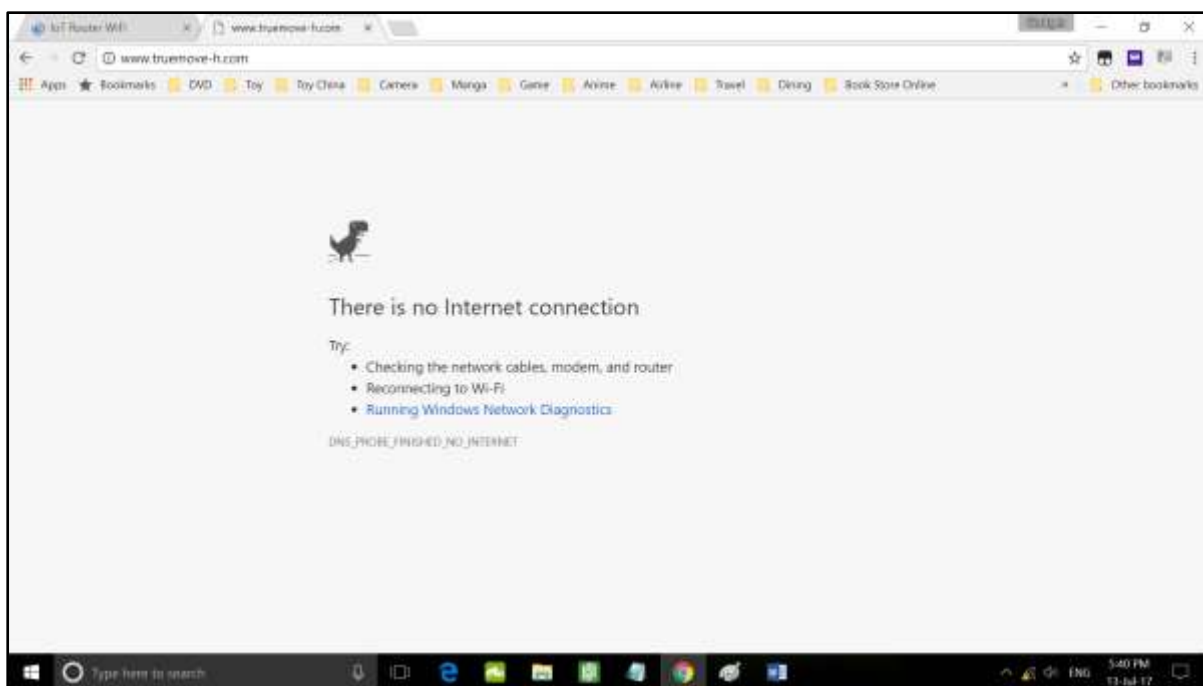 IoT Router WiFi
www.truemove-h.com
www.truemove-h.com
Apps Bookmarks DVD Toy Toy China Camera Manga Game Anime Airline Travel Dining Book Store Online » Other bookmarks
There is no Internet connection
Try:
• Checking the network cables, modem, and router
• Reconnecting to Wi-Fi
• Running Windows Network Diagnostics
DNS_PROBE_FINISHED_NO_INTERNET
Type here to search
ENG
5:40 PM
13-Jul-17